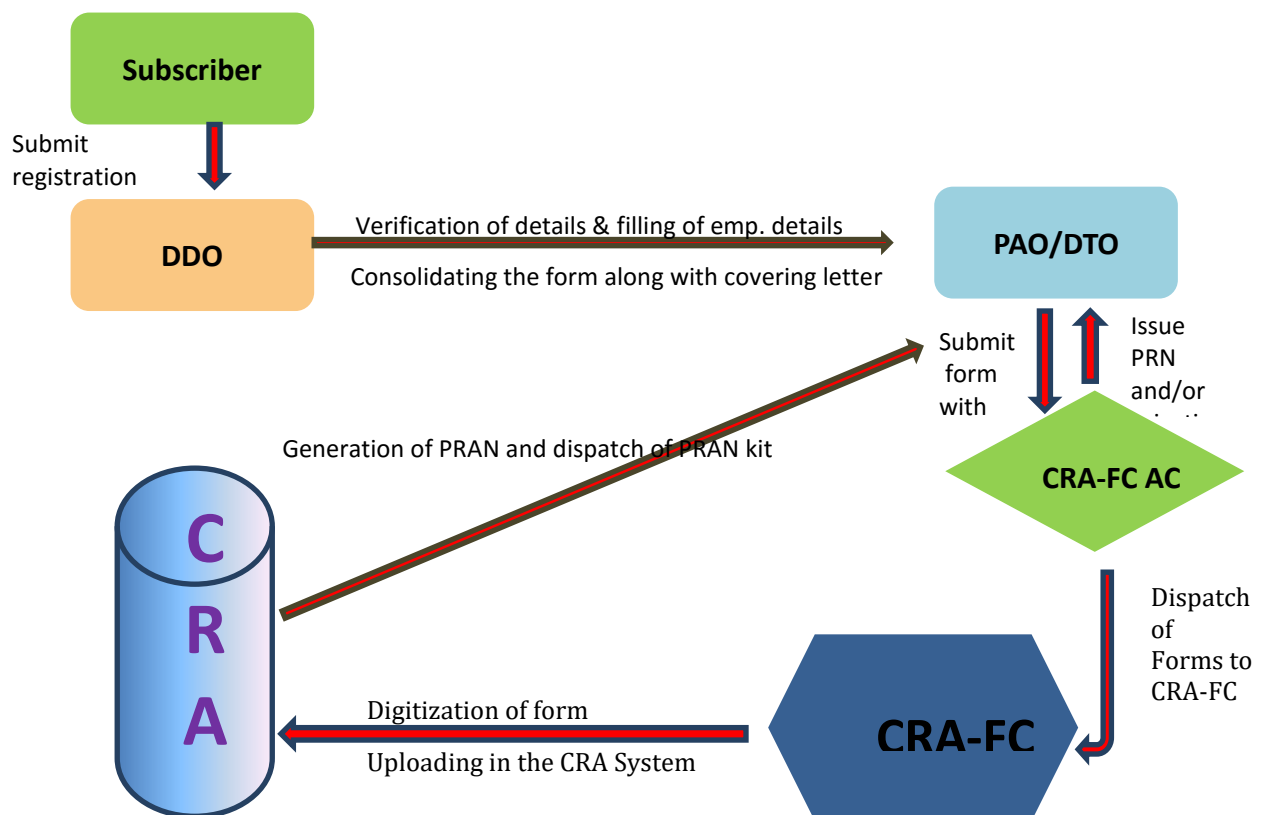 Subscriber
Submit
registration
DDO
Verification of details & filling of emp. details
Consolidating the form along with covering letter
PAO/DTO
Submit
form
with
Issue
PRN
and/or
CRA-FC AC
Generation of PRAN and dispatch of PRAN kit
C
R
A
Dispatch
of
Forms to
CRA-FC
Digitization of form
Uploading in the CRA System
CRA-FC